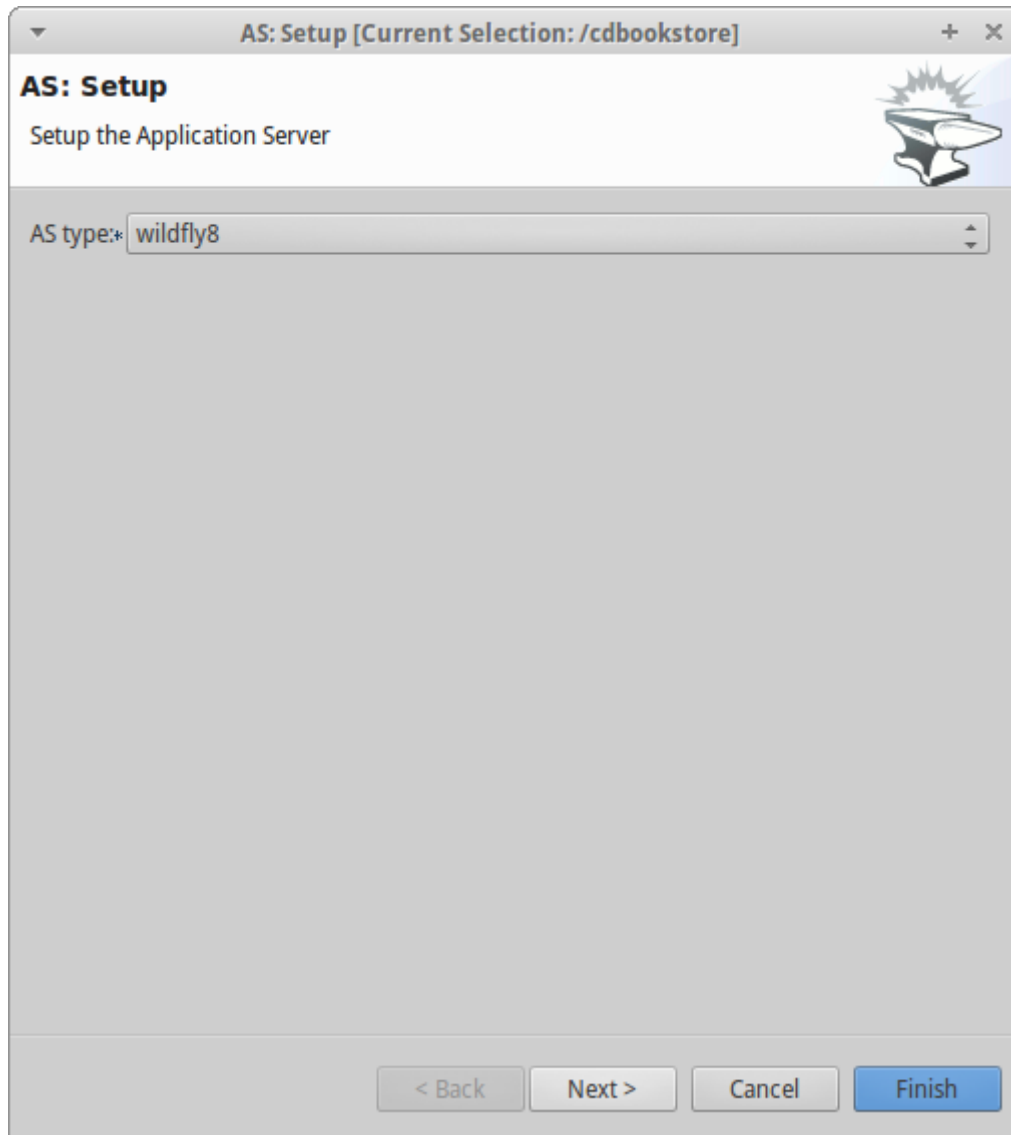 AS: Setup [Current Selection: /cdbookstore]
AS: Setup
Setup the Application Server
AS type:* wildfly8
< Back Next > Cancel Finish